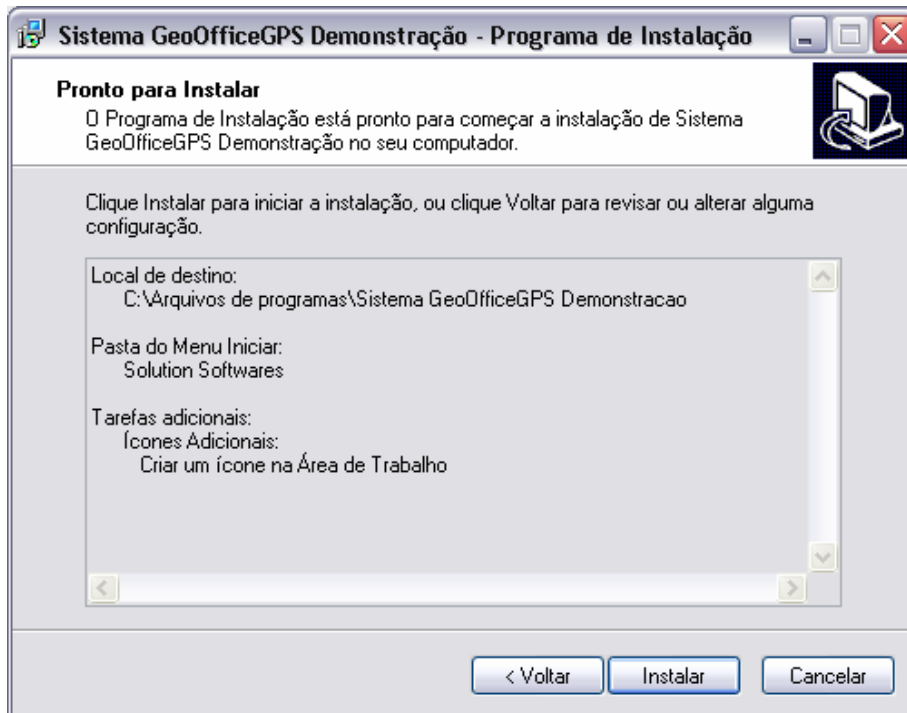 Sistema GeoOfficeGPS Demonstração - Programa de Instalação
Pronto para Instalar
O Programa de Instalação está pronto para começar a instalação de Sistema
GeoOfficeGPS Demonstração no seu computador.
Clique Instalar para iniciar a instalação, ou clique Voltar para revisar ou alterar alguma
configuração.
Local de destino:
C:\Arquivos de programas\Sistema GeoOfficeGPS Demonstracao
Pasta do Menu Iniciar:
Solution Softwares
Tarefas adicionais:
Ícones Adicionais:
Criar um ícone na Área de Trabalho
< Voltar
Instalar
Cancelar